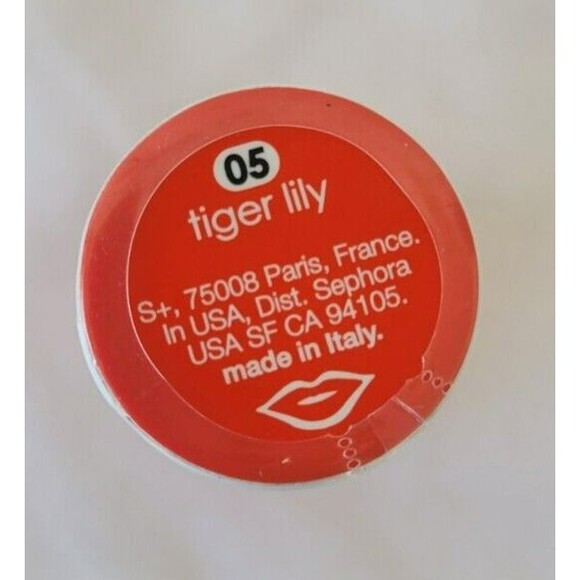 05
tiger lily
S+, 75008 Paris, France.
In USA, Dist. Sephora
USA SF CA 94105.
made in Italy.